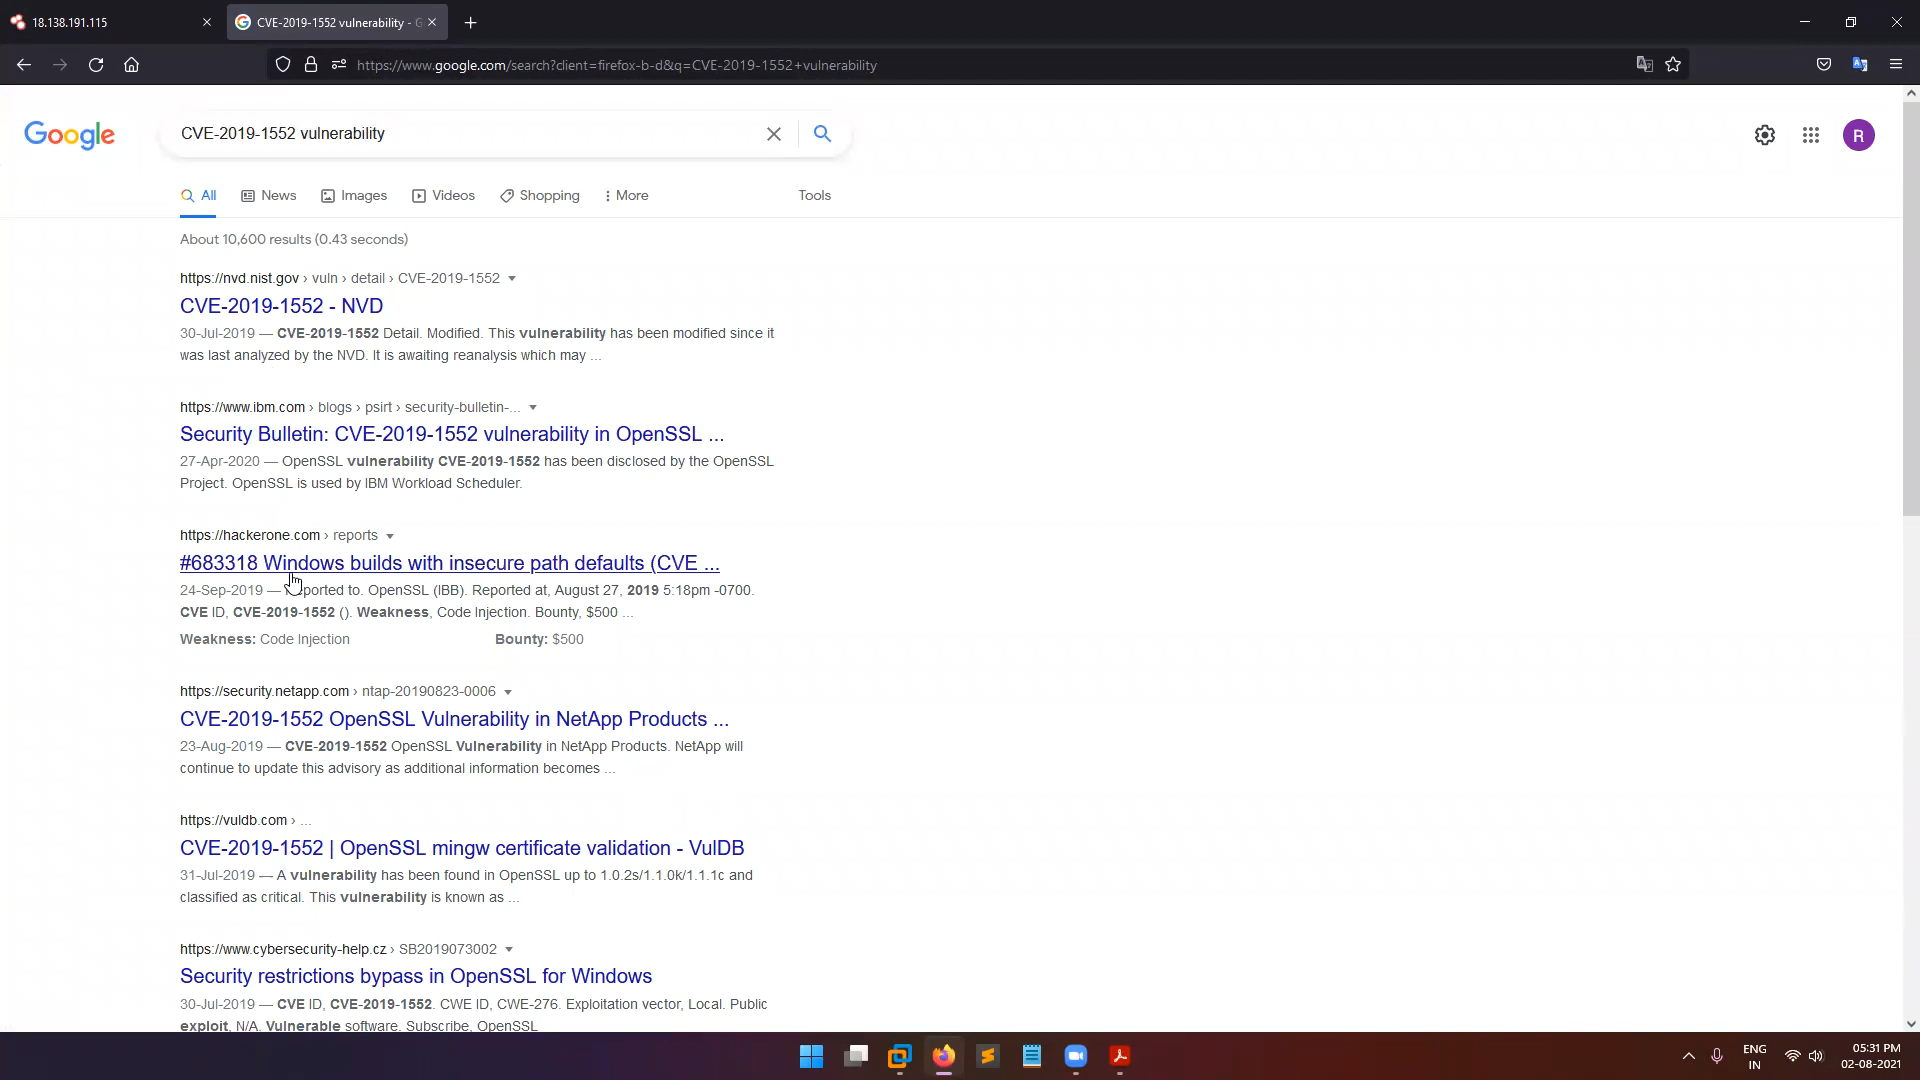 18.138.191.115
CVE-2019-1552 vulnerability - G
https://www.google.com/search?client=firefox-b-d&q=CVE-2019-1552+vulnerability
Google
CVE-2019-1552 vulnerability
R
All
News
Images
Videos
Shopping
More
Tools
About 10,600 results (0.43 seconds)
https://nvd.nist.gov › vuln › detail › CVE-2019-1552
CVE-2019-1552 - NVD
30-Jul-2019 — CVE-2019-1552 Detail. Modified. This vulnerability has been modified since it
was last analyzed by the NVD. It is awaiting reanalysis which may ...
https://www.ibm.com › blogs › psirt › security-bulletin-...
Security Bulletin: CVE-2019-1552 vulnerability in OpenSSL ...
27-Apr-2020 — OpenSSL vulnerability CVE-2019-1552 has been disclosed by the OpenSSL
Project. OpenSSL is used by IBM Workload Scheduler.
https://hackerone.com › reports
#683318 Windows builds with insecure path defaults (CVE ...
24-Sep-2019 — ported to. OpenSSL (IBB). Reported at, August 27, 2019 5:18pm -0700.
CVE ID, CVE-2019-1552 (). Weakness, Code Injection. Bounty, $500 ...
Weakness: Code Injection
Bounty: $500
https://security.netapp.com › ntap-20190823-0006
CVE-2019-1552 OpenSSL Vulnerability in NetApp Products ...
23-Aug-2019 — CVE-2019-1552 OpenSSL Vulnerability in NetApp Products. NetApp will
continue to update this advisory as additional information becomes ...
https://vuldb.com › ...
CVE-2019-1552 | OpenSSL mingw certificate validation - VulDB
31-Jul-2019 — A vulnerability has been found in OpenSSL up to 1.0.2s/1.1.0k/1.1.1c and
classified as critical. This vulnerability is known as ...
https://www.cybersecurity-help.cz › SB2019073002
Security restrictions bypass in OpenSSL for Windows
30-Jul-2019 — CVE ID, CVE-2019-1552. CWE ID, CWE-276. Exploitation vector, Local. Public
exploit, N/A. Vulnerable software. Subscribe, OpenSSL
ENG
IN
05:31 PM
02-08-2021